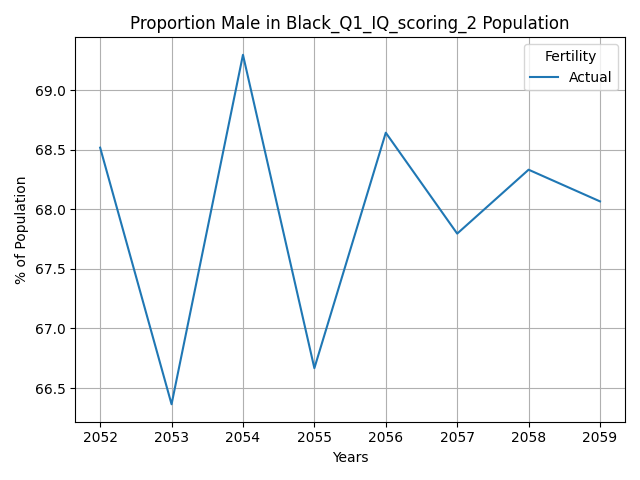 Proportion Male in Black_Q1_IQ_scoring_2 Population
Fertility
Actual
% of Population
69.0
68.5
68.0
67.5
67.0
66.5
2052 2053 2054 2055 2056 2057 2058 2059
Years